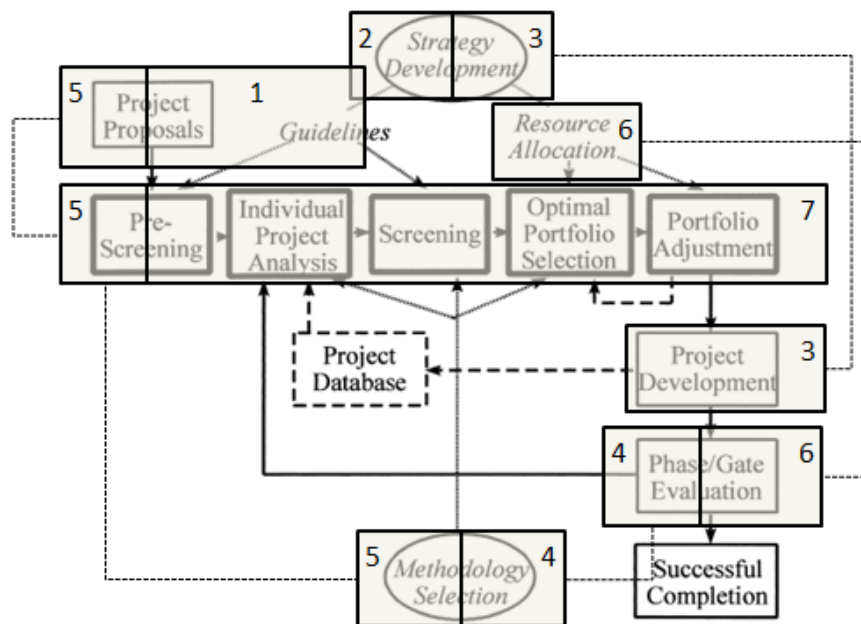 2
Strategy
Development
3
5
Project
Proposals
1
Guidelines
Resource
Allocation
6
5
Pre-
Screening
Individual
Project
Analysis
Screening
Optimal
Portfolio
Selection
Portfolio
Adjustment
7
Project
Database
Project
Development
3
4
Phase/Gate
Evaluation
6
5
Methodology
Selection
4
Successful
Completion